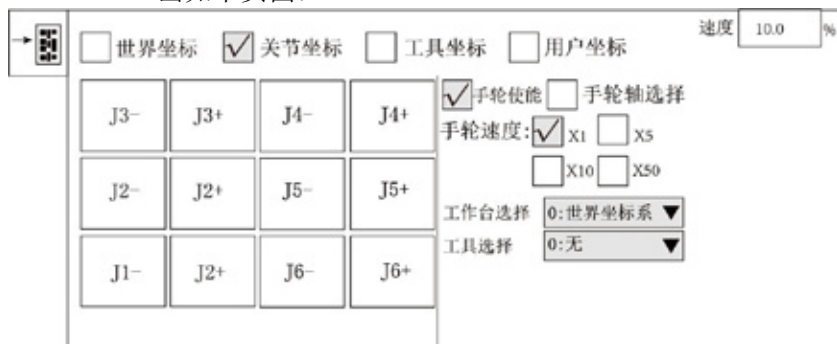 速度 10.0 %
世界坐标 关节坐标 工具坐标 用户坐标
J3- J3+ J4- J4+
手轮使能 手轮轴选择
手轮速度: X1 X5
X10 X50
J2- J2+ J5- J5+
工作台选择 0:世界坐标系
工具选择 0:无
J1- J2+ J6- J6+